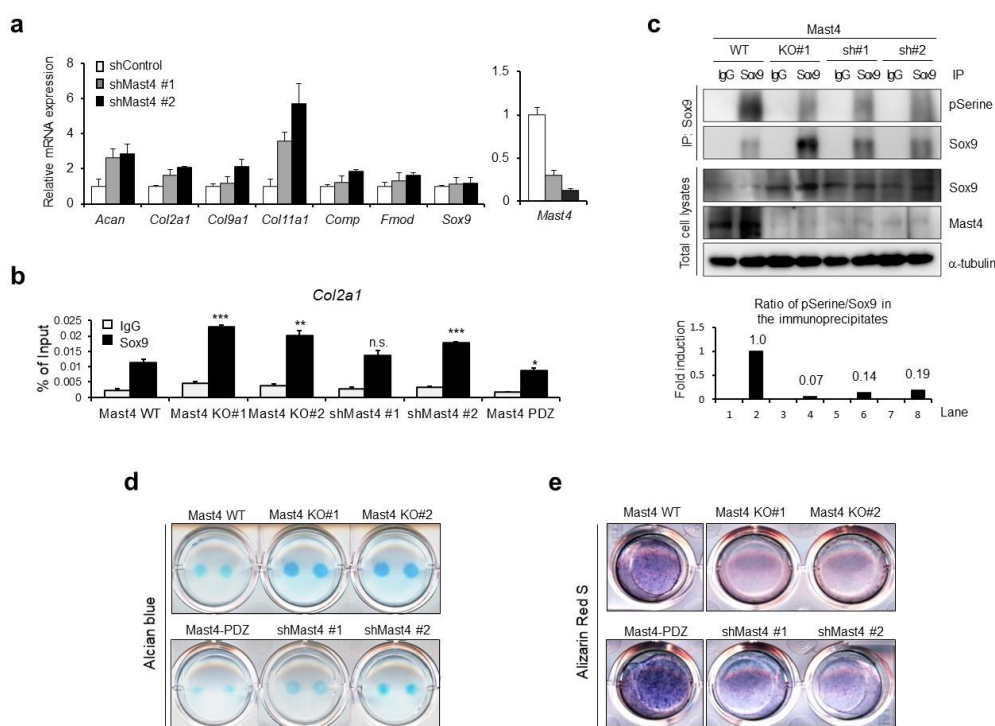 a
Relative mRNA expression
8
6
4
2
0
shControl
shMast4 #1
shMast4 #2
Acan Col2a1 Col9a1 Col11a1 Comp Fmod Sox9
1.5
1
0.5
0
Mast4
b
Col2a1
% of Input
0.025
0.02
0.015
0.01
0.005
0
IgG
Sox9
*** ** n.s. *** *
Mast4 WT Mast4 KO#1 Mast4 KO#2 shMast4 #1 shMast4 #2 Mast4 PDZ
c
Mast4
WT KO#1 sh#1 sh#2
IgG Sox9 IgG Sox9 IgG Sox9 IgG Sox9 IP
IP: Sox9
pSerine
Sox9
Total cell lysates
Sox9
Mast4
α-tubulin
Ratio of pSerine/Sox9 in
the immunoprecipitates
Fold induction
1.5
1
0.5
0
1.0 0.07 0.14 0.19
1 2 3 4 5 6 7 8 Lane
d
Alcian blue
Mast4 WT Mast4 KO#1 Mast4 KO#2
Mast4-PDZ shMast4 #1 shMast4 #2
e
Alizarin Red S
Mast4 WT Mast4 KO#1 Mast4 KO#2
Mast4-PDZ shMast4 #1 shMast4 #2